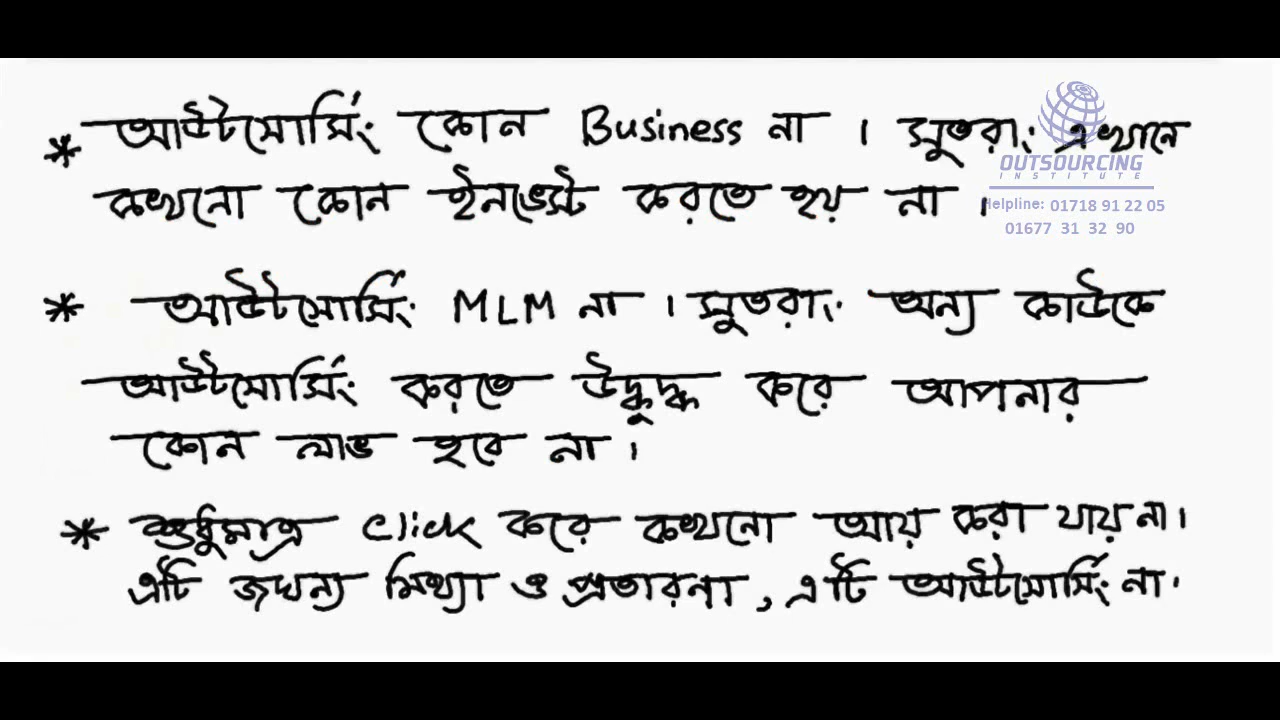 * আউটসোর্সিং কোন Business না । সুতরাং এখানে
কখনো কোন ইনভেস্ট করতে হয় না ।
OUTSOURCING
INSTITUTE
Helpline: 01718 91 22 05
01677 31 32 90
* আউটসোর্সিং MLM না । সুতরাং অন্য কাউকে
আউটসোর্সিং করতে উদ্বুদ্ধ করে আপনার
কোন লাভ হবে না ।
* শুধুমাত্র Click করে কখনো আয় করা যায় না ।
এটি জঘন্য মিথ্যা ও প্রতারনা , এটি আউটসোর্সিং না ।